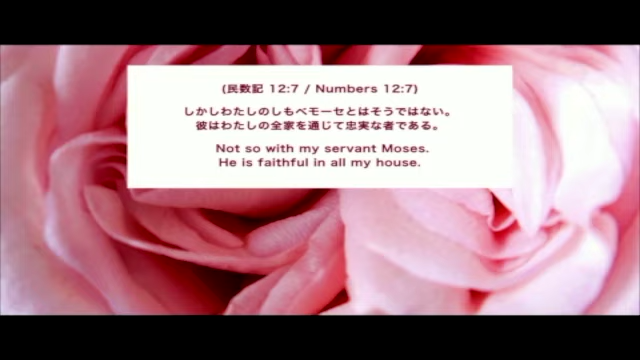 (民数記 12:7 / Numbers 12:7)
しかしわたしのしもべモーセとはそうではない。
彼はわたしの全家を通じて忠実な者である。
Not so with my servant Moses.
He is faithful in all my house.